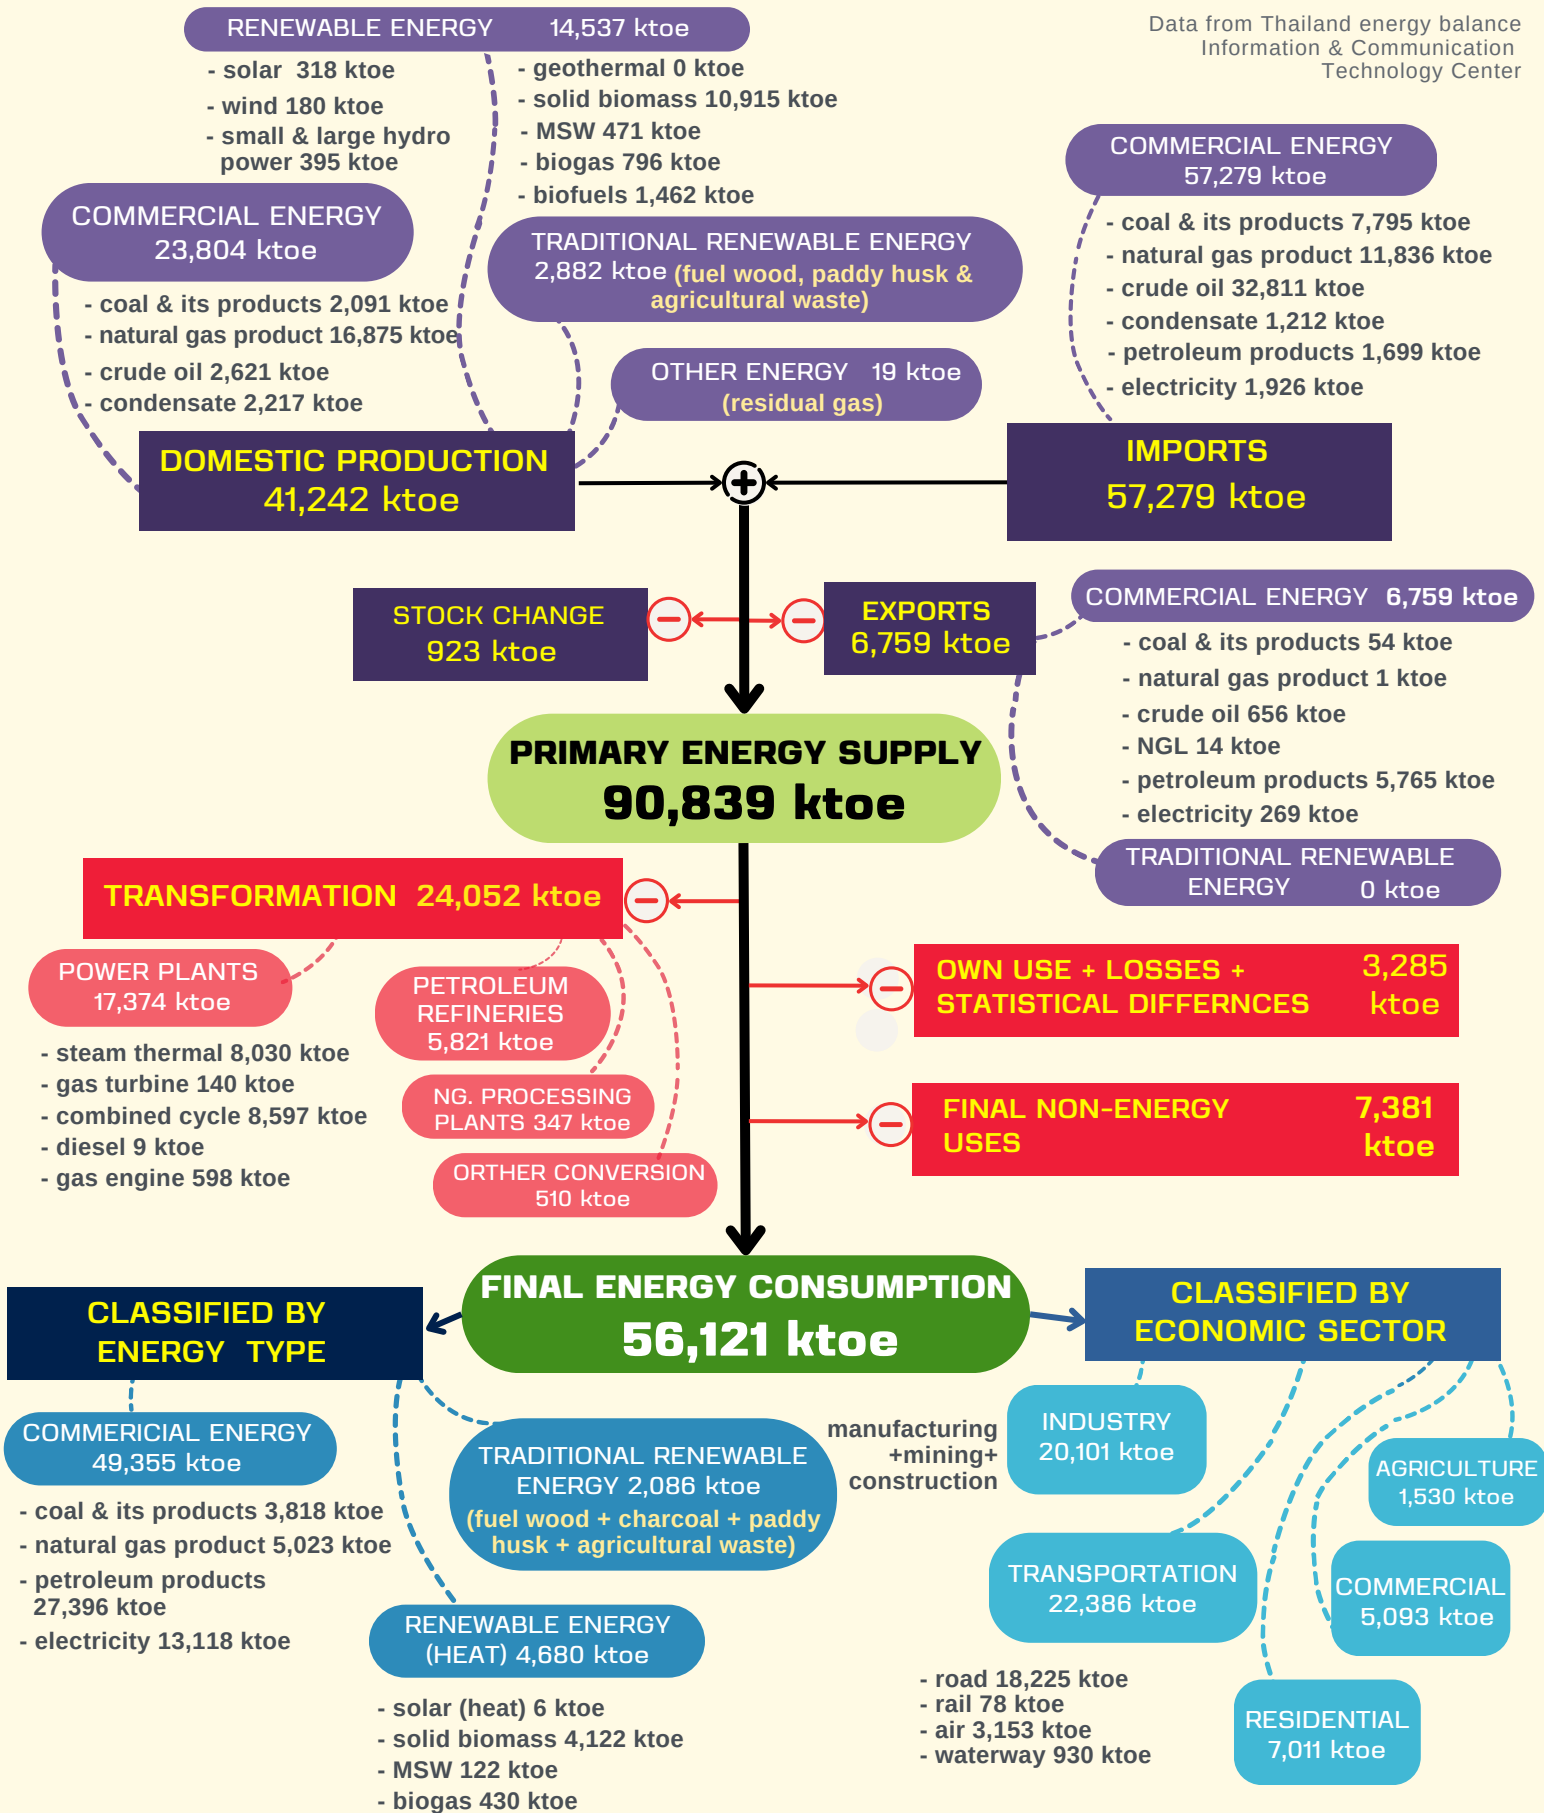 Data from Thailand energy balance
Information & Communication
Technology Center
RENEWABLE ENERGY 14,537 ktoe
- solar 318 ktoe
- wind 180 ktoe
- small & large hydro
power 395 ktoe
- geothermal 0 ktoe
- solid biomass 10,915 ktoe
- MSW 471 ktoe
- biogas 796 ktoe
- biofuels 1,462 ktoe
COMMERCIAL ENERGY
23,804 ktoe
- coal & its products 2,091 ktoe
- natural gas product 16,875 ktoe
- crude oil 2,621 ktoe
- condensate 2,217 ktoe
TRADITIONAL RENEWABLE ENERGY
2,882 ktoe (fuel wood, paddy husk &
agricultural waste)
OTHER ENERGY 19 ktoe
(residual gas)
COMMERCIAL ENERGY
57,279 ktoe
- coal & its products 7,795 ktoe
- natural gas product 11,836 ktoe
- crude oil 32,811 ktoe
- condensate 1,212 ktoe
- petroleum products 1,699 ktoe
- electricity 1,926 ktoe
DOMESTIC PRODUCTION
41,242 ktoe
IMPORTS
57,279 ktoe
STOCK CHANGE
923 ktoe
EXPORTS
6,759 ktoe
COMMERCIAL ENERGY 6,759 ktoe
- coal & its products 54 ktoe
- natural gas product 1 ktoe
- crude oil 656 ktoe
- NGL 14 ktoe
- petroleum products 5,765 ktoe
- electricity 269 ktoe
TRADITIONAL RENEWABLE
ENERGY 0 ktoe
PRIMARY ENERGY SUPPLY
90,839 ktoe
TRANSFORMATION 24,052 ktoe
POWER PLANTS
17,374 ktoe
- steam thermal 8,030 ktoe
- gas turbine 140 ktoe
- combined cycle 8,597 ktoe
- diesel 9 ktoe
- gas engine 598 ktoe
PETROLEUM
REFINERIES
5,821 ktoe
NG. PROCESSING
PLANTS 347 ktoe
ORTHER CONVERSION
510 ktoe
OWN USE + LOSSES +
STATISTICAL DIFFERNCES
3,285
ktoe
FINAL NON-ENERGY
USES
7,381
ktoe
FINAL ENERGY CONSUMPTION
56,121 ktoe
CLASSIFIED BY
ENERGY TYPE
COMMERICIAL ENERGY
49,355 ktoe
- coal & its products 3,818 ktoe
- natural gas product 5,023 ktoe
- petroleum products
27,396 ktoe
- electricity 13,118 ktoe
TRADITIONAL RENEWABLE
ENERGY 2,086 ktoe
(fuel wood + charcoal + paddy
husk + agricultural waste)
RENEWABLE ENERGY
(HEAT) 4,680 ktoe
- solar (heat) 6 ktoe
- solid biomass 4,122 ktoe
- MSW 122 ktoe
- biogas 430 ktoe
CLASSIFIED BY
ECONOMIC SECTOR
manufacturing
+mining+
construction
INDUSTRY
20,101 ktoe
AGRICULTURE
1,530 ktoe
TRANSPORTATION
22,386 ktoe
- road 18,225 ktoe
- rail 78 ktoe
- air 3,153 ktoe
- waterway 930 ktoe
COMMERCIAL
5,093 ktoe
RESIDENTIAL
7,011 ktoe